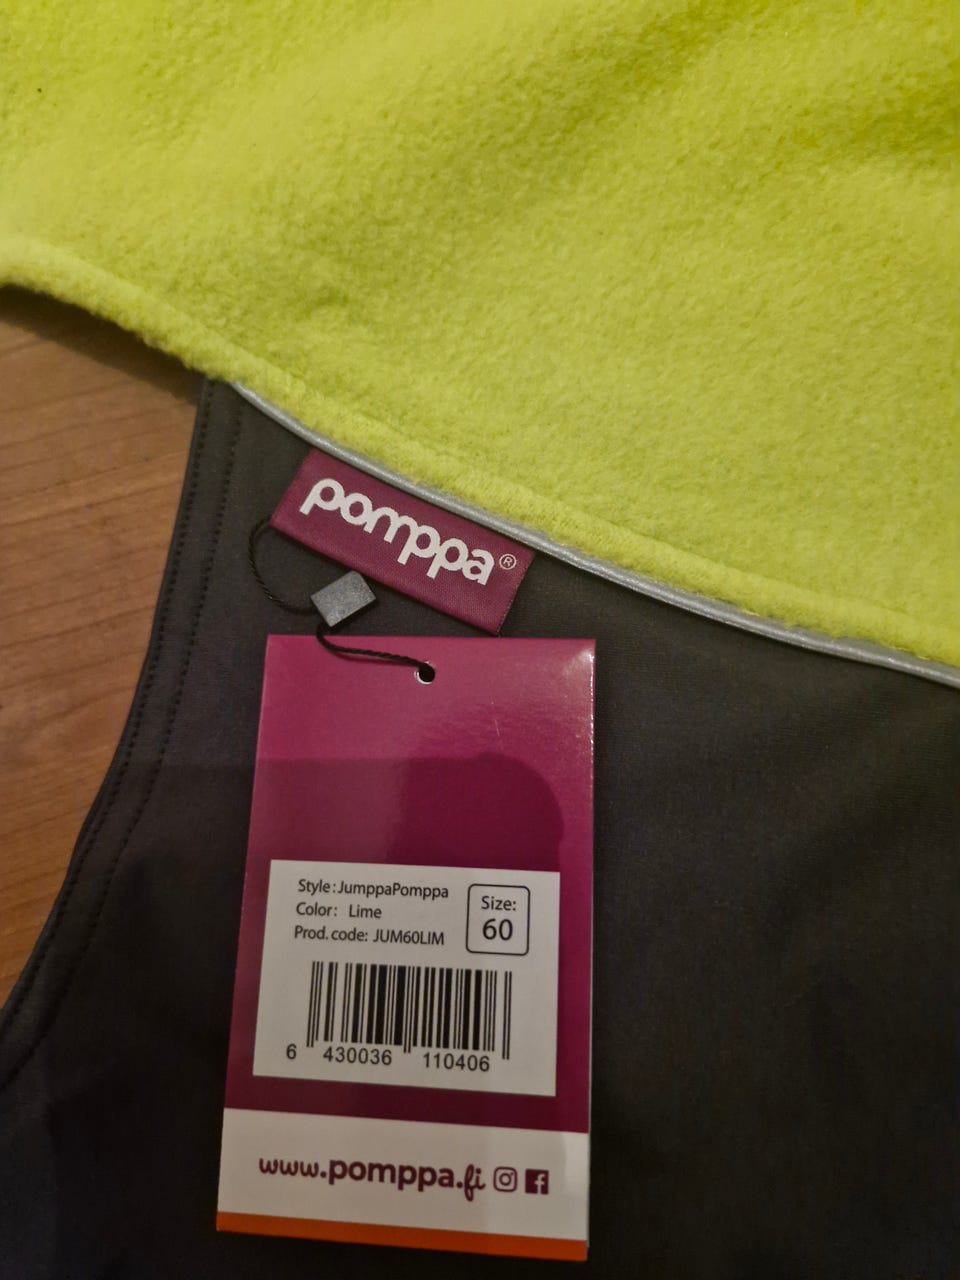 pomppa®
Style: JumppaPomppa
Color: Lime
Prod. code: JUM60LIM
Size:
60
6 430036 110406
www.pomppa.fi